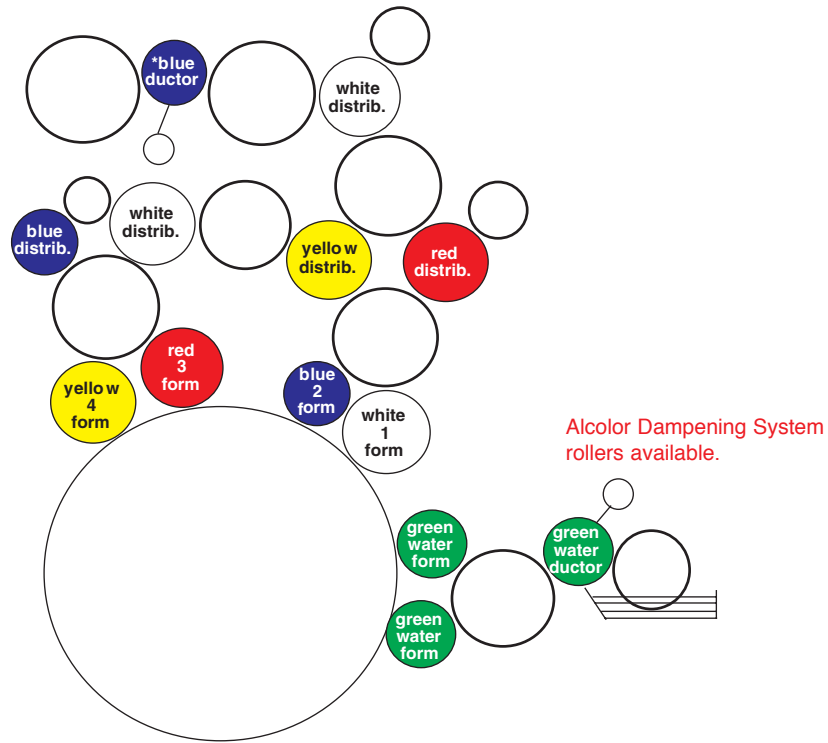 *blue
ductor
white
distrib.
white
distrib.
blue
distrib.
yellow
distrib.
red
distrib.
red
3
form
yellow
4
form
blue
2
form
white
1
form
Alcolor Dampening System
rollers available.
green
water
form
green
water
ductor
green
water
form